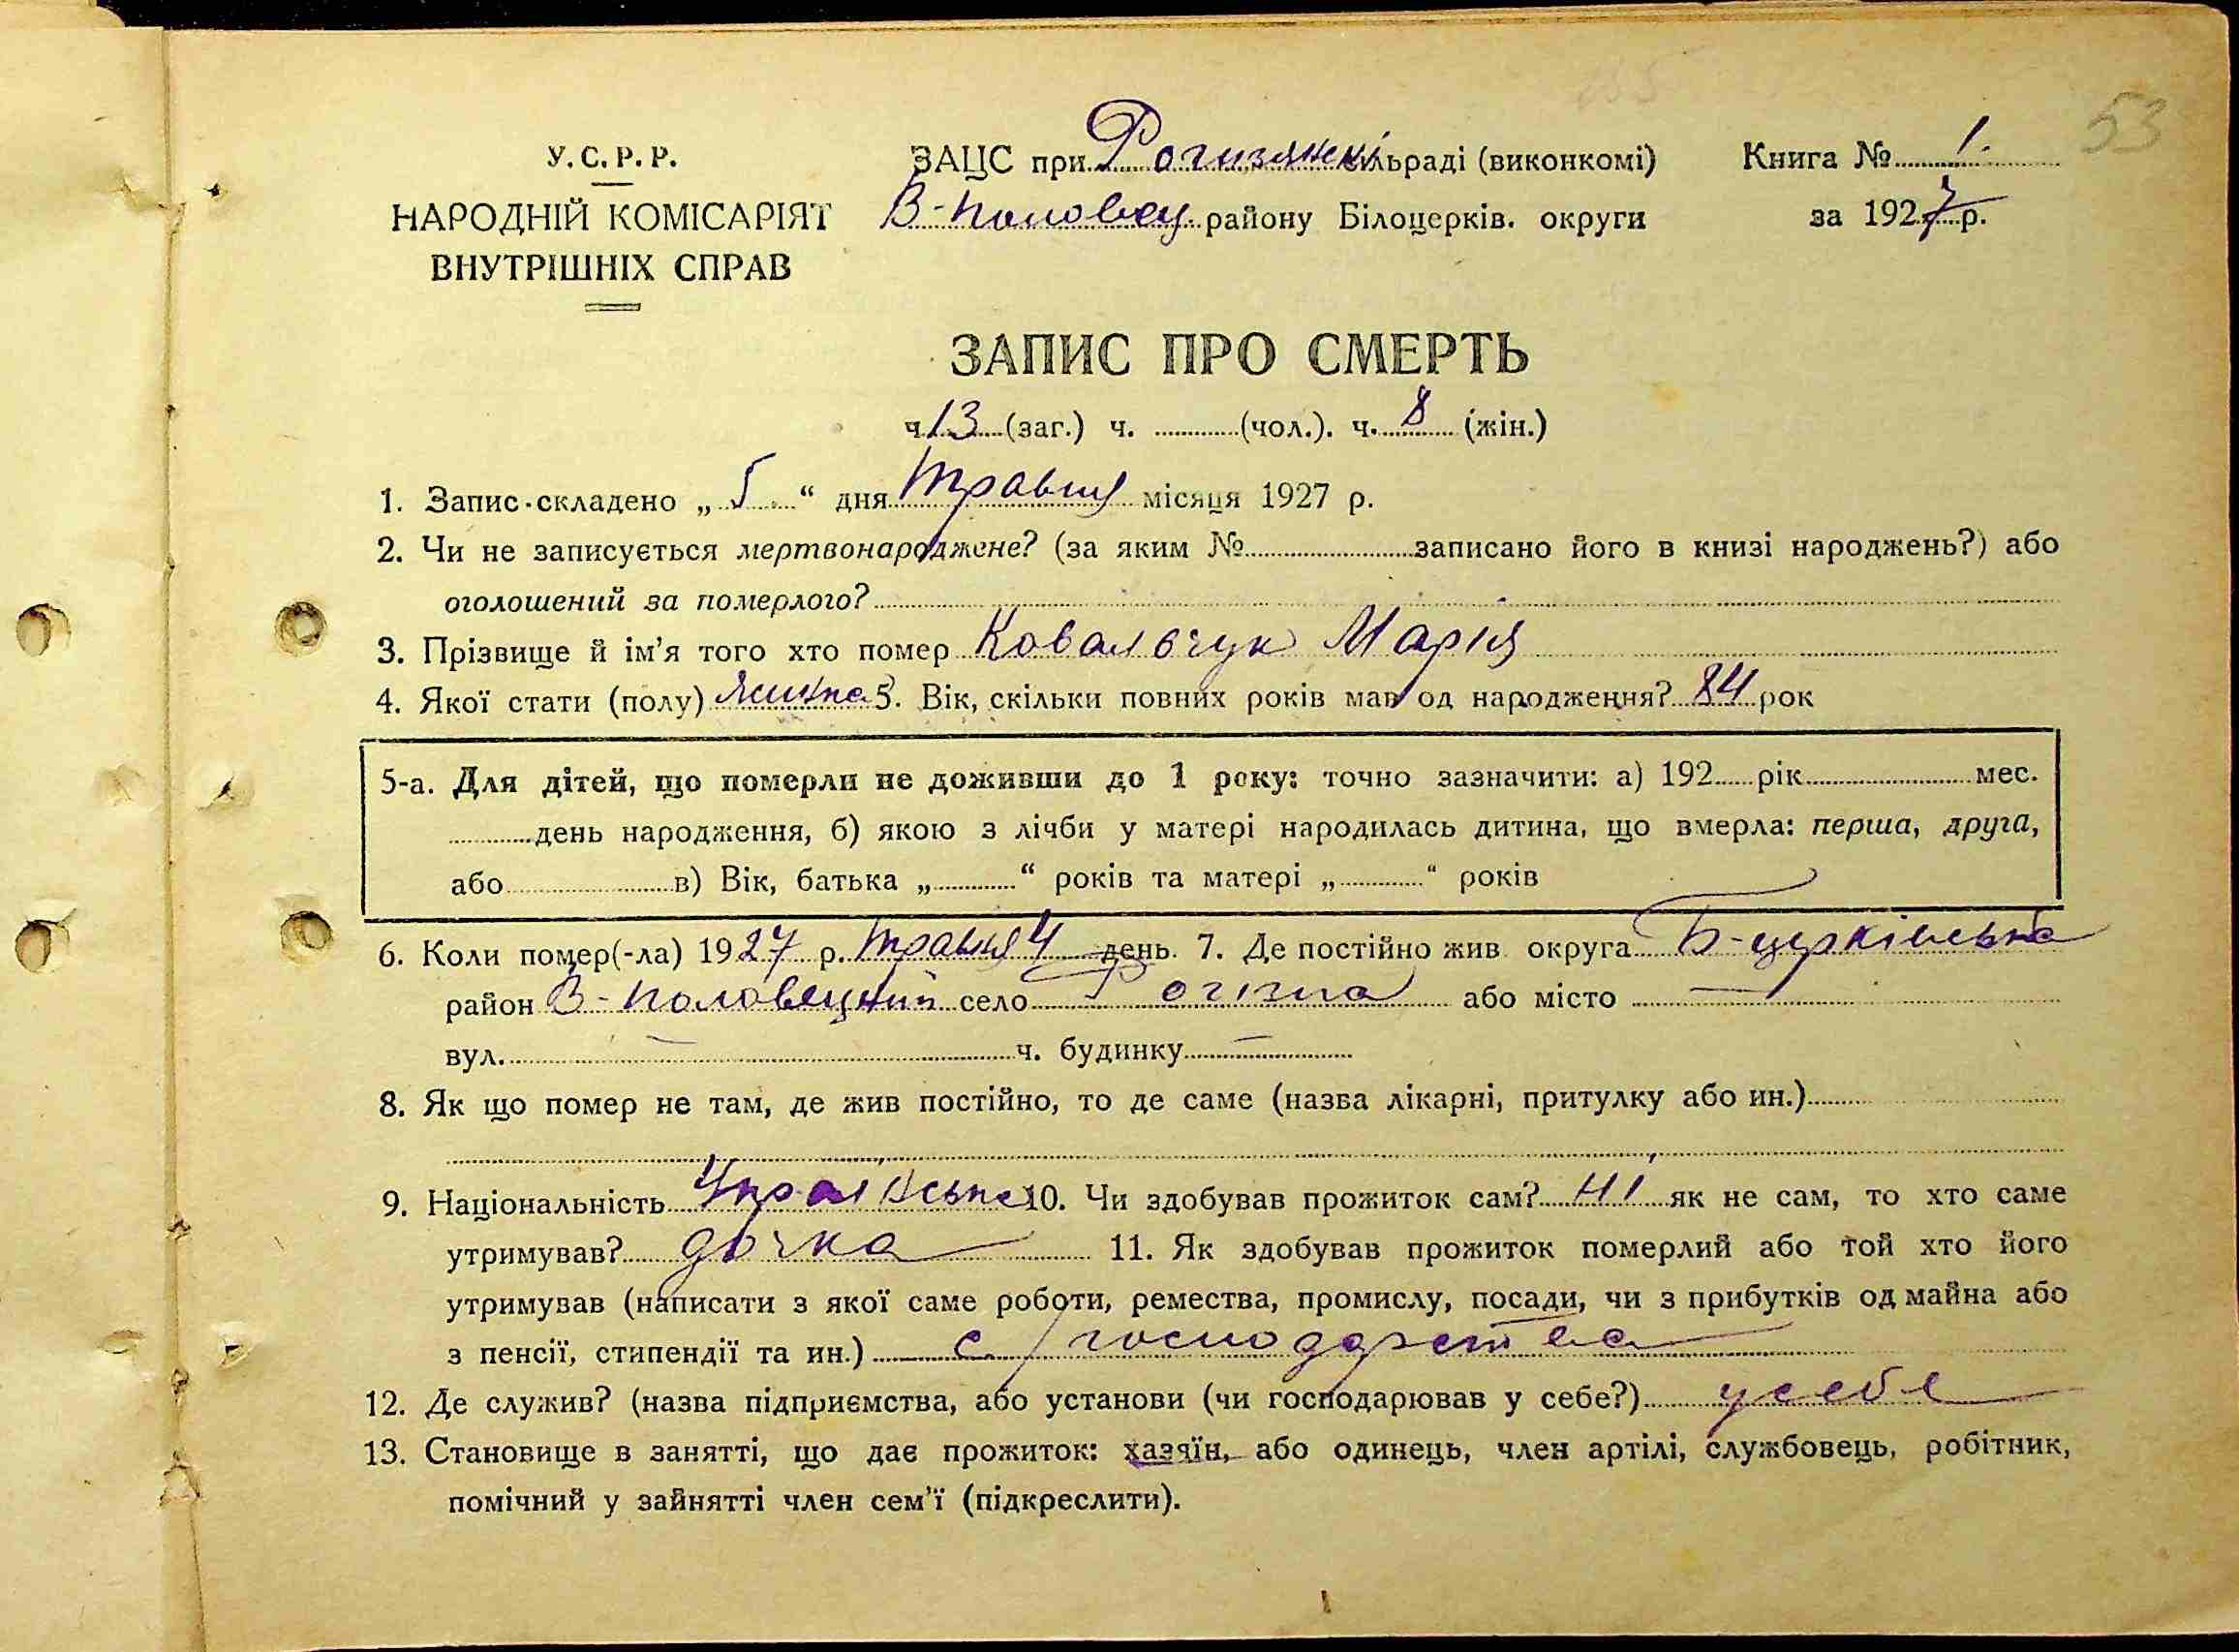 53
У.С.Р.Р.
НАРОДНІЙ КОМІСАРІЯТ
ВНУТРІШНІХ СПРАВ
ЗАЦС при Рогизянскільраді (виконкомі)
В-Половец. району Білоцерків. округи
Книга № 1.
за 1927 р.
ЗАПИС ПРО СМЕРТЬ
ч. 13 (заг.) ч. (чол.). ч. 8 (жін.)
1. Запис складено „ 5 “ дня травня місяця 1927 р.
2. Чи не записується мертвонароджене? (за яким № записано його в книзі народжень?) або
оголошений за померлого?
3. Прізвище й ім'я того хто помер Ковальчук Марія
4. Якої стати (полу) 5. Вік, скільки повних років мав од народження? 84 рок
5-а. Для дітей, що померли не доживши до 1 року: точно зазначити: а) 192 рік мес.
день народження, б) якою з лічби у матері народилась дитина, що вмерла: перша, друга,
або в) Вік, батька „ “ років та матері „ “ років
6. Коли помер(-ла) 1927 р. травня 4 день. 7. Де постійно жив округа Б-церківська
район В-Половецкий село Рогізна або місто —
вул. — ч. будинку —
8. Як що помер не там, де жив постійно, то де саме (назва лікарні, притулку або ин.)
9. Національність Українська 10. Чи здобував прожиток сам? ні як не сам, то хто саме
утримував? дочка 11. Як здобував прожиток померлий або той хто його
утримував (написати з якої саме роботи, ремества, промислу, посади, чи з прибутків од майна або
з пенсії, стипендії та ин.) с/господарства
12. Де служив? (назва підприємства, або установи (чи господарював у себе?) у себе
13. Становище в занятті, що дає прожиток: хазяїн, або одинець, член артілі, службовець, робітник,
помічний у зайнятті член сем'ї (підкреслити).